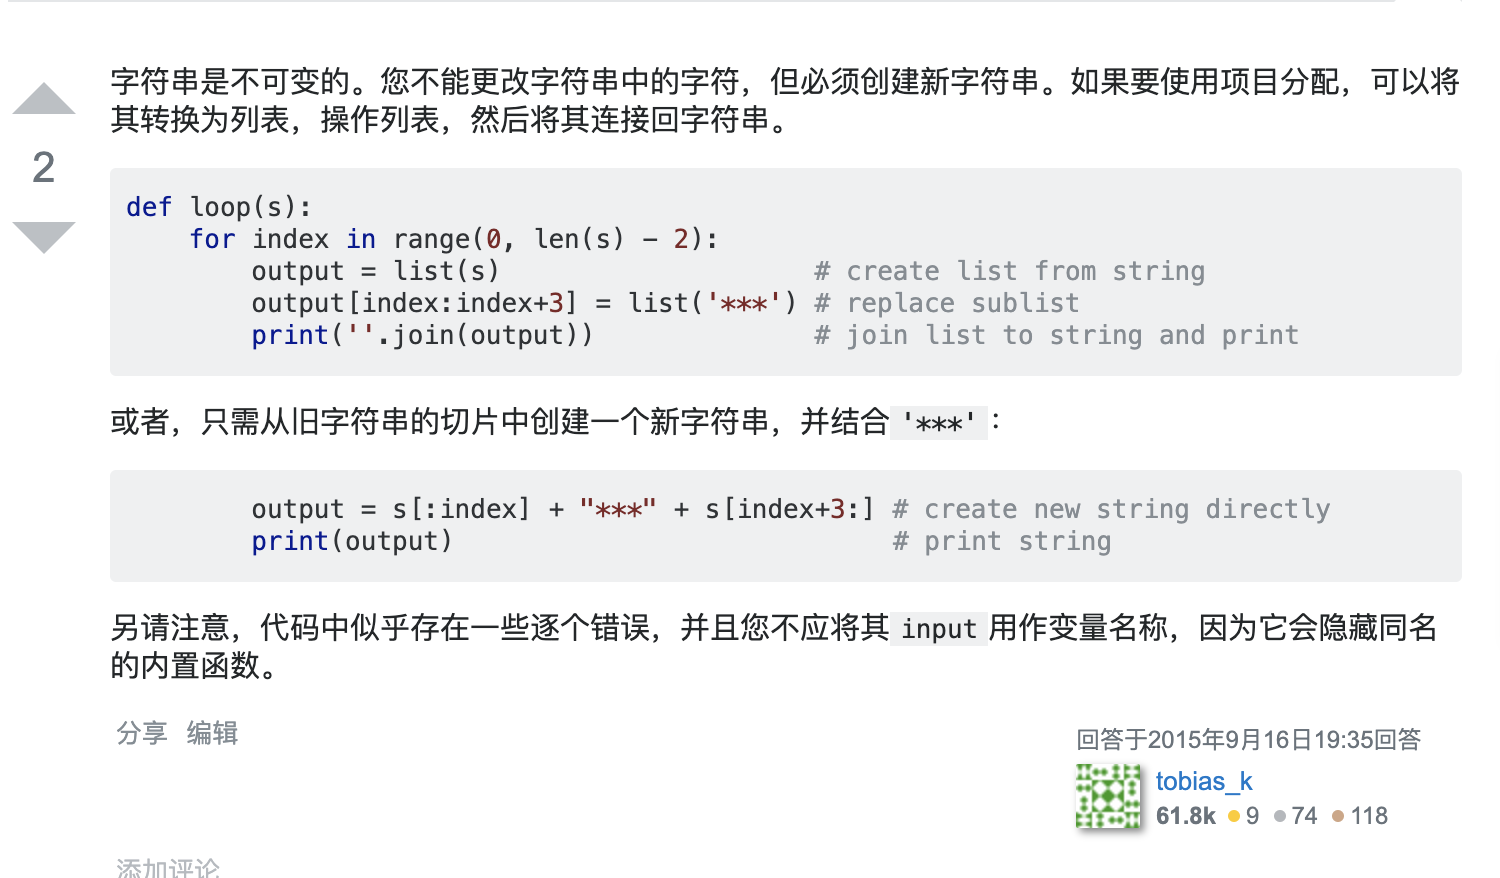 字符串是不可变的。您不能更改字符串中的字符，但必须创建新字符串。如果要使用项目分配，可以将
其转换为列表，操作列表，然后将其连接回字符串。
2
def loop(s):
    for index in range(0, len(s) - 2):
        output = list(s)                    # create list from string
        output[index:index+3] = list('***') # replace sublist
        print(''.join(output))              # join list to string and print
或者，只需从旧字符串的切片中创建一个新字符串，并结合 '***'：
        output = s[:index] + "***" + s[index+3:] # create new string directly
        print(output)                            # print string
另请注意，代码中似乎存在一些逐个错误，并且您不应将其 input 用作变量名称，因为它会隐藏同名
的内置函数。
分享 编辑
回答于2015年9月16日19:35回答
tobias_k
61.8k 9 74 118
添加评论